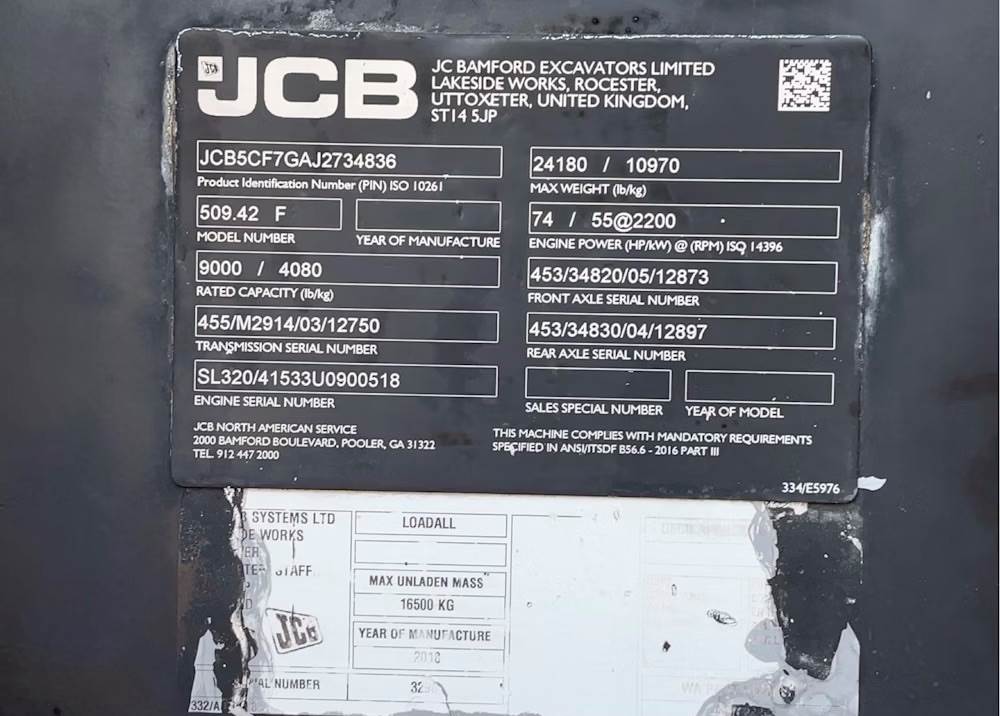 JCB
JC BAMFORD EXCAVATORS LIMITED
LAKESIDE WORKS, ROCESTER,
UTTOXETER, UNITED KINGDOM,
ST14 5JP
JCB5CF7GAJ2734836
Product Identification Number (PIN) ISO 10261
509.42 F
MODEL NUMBER
YEAR OF MANUFACTURE
9000 / 4080
RATED CAPACITY (lb/kg)
455/M2914/03/12750
TRANSMISSION SERIAL NUMBER
SL320/41533U0900518
ENGINE SERIAL NUMBER
24180 / 10970
MAX WEIGHT (lb/kg)
74 / 55@2200
ENGINE POWER (HP/kW) @ (RPM) ISO 14396
453/34820/05/12873
FRONT AXLE SERIAL NUMBER
453/34830/04/12897
REAR AXLE SERIAL NUMBER
SALES SPECIAL NUMBER
YEAR OF MODEL
JCB NORTH AMERICAN SERVICE
2000 BAMFORD BOULEVARD, POOLER, GA 31322
TEL. 912 447 2000
THIS MACHINE COMPLIES WITH MANDATORY REQUIREMENTS
SPECIFIED IN ANSI/ITSDF B56.6 - 2016 PART III
334/E5976
SYSTEMS LTD
WORKS
JCB
LOADALL
MAX UNLADEN MASS
16500 KG
YEAR OF MANUFACTURE
2018
NUMBER